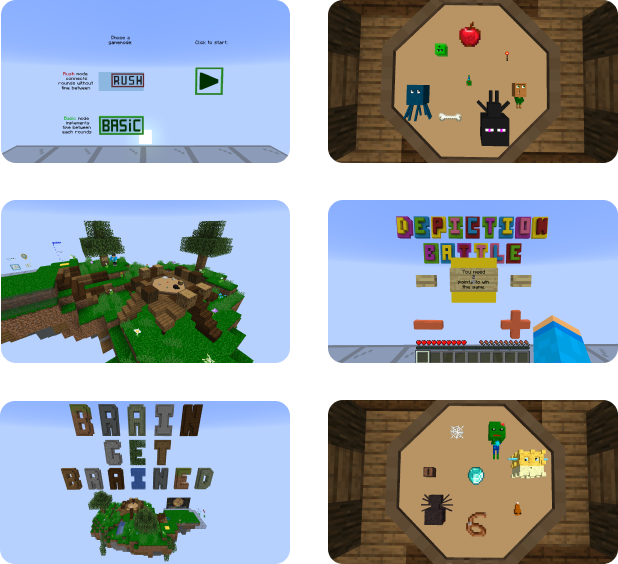 Choose a
gamemode
Click to start:
Rush mode
connects
rounds without
time between
RUSH
Basic mode
implements
time between
each rounds
BASIC
DEPICTION
BATTLE
You need
points to win
the game
BRAIN
GET
BRAINED